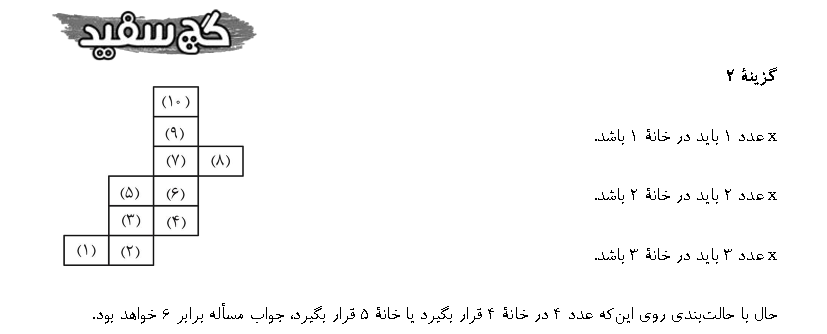 گچ سفید
گزینهٔ ۲
(۱۰)
(۹)
x عدد ۱ باید در خانهٔ ۱ باشد.
(۷) (۸)
(۵) (۶)
x عدد ۲ باید در خانهٔ ۲ باشد.
(۳) (۴)
(۱) (۲)
x عدد ۳ باید در خانهٔ ۳ باشد.
حال با حالت‌بندی روی این‌که عدد ۴ در خانهٔ ۴ قرار بگیرد یا خانهٔ ۵ قرار بگیرد، جواب مسأله برابر ۶ خواهد بود.